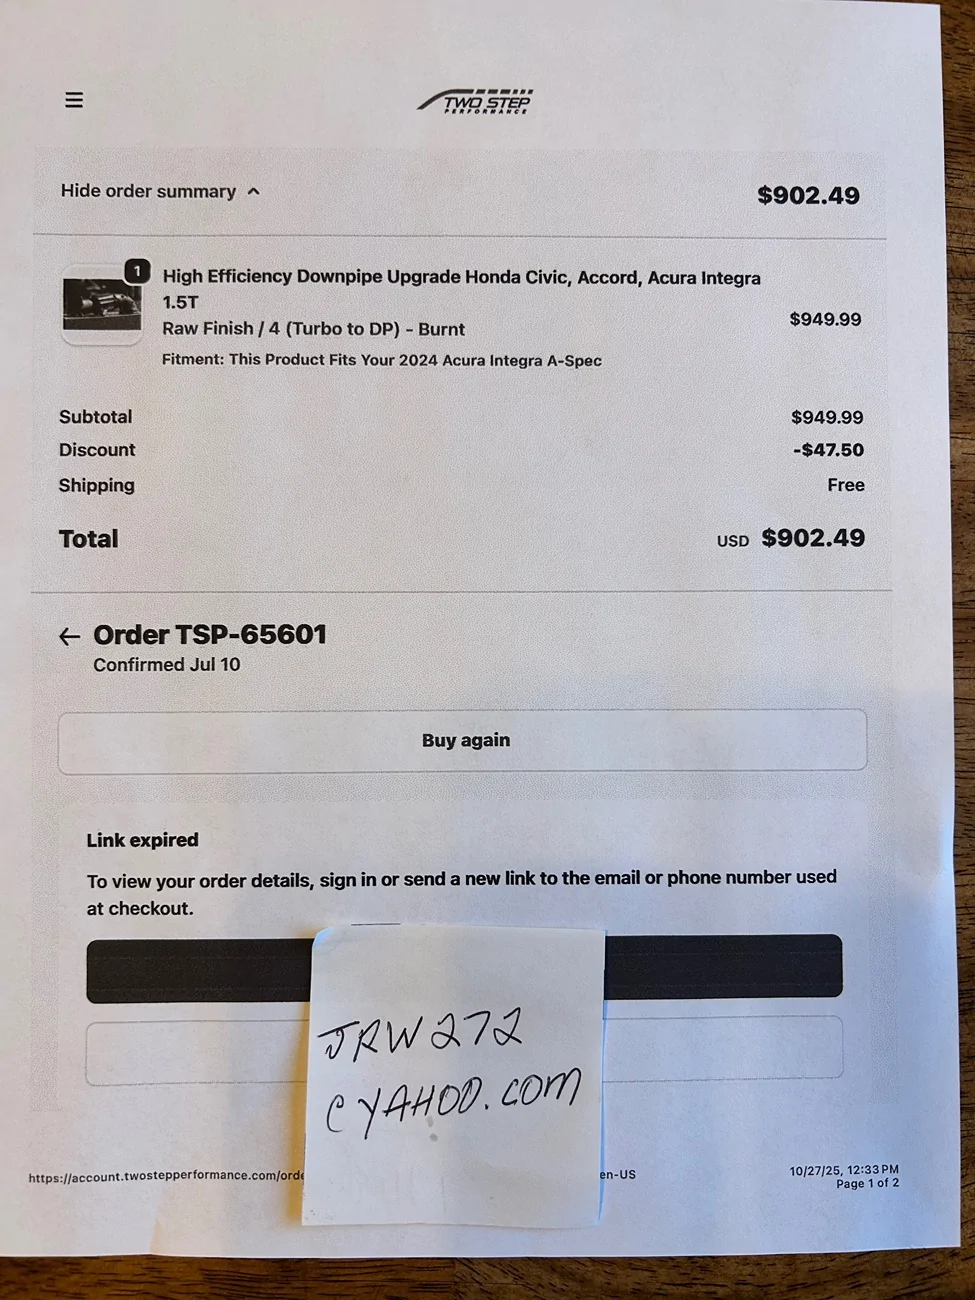 TWO STEP
PERFORMANCE
Hide order summary
$902.49
1
High Efficiency Downpipe Upgrade Honda Civic, Accord, Acura Integra
1.5T
Raw Finish / 4 (Turbo to DP) - Burnt
$949.99
Fitment: This Product Fits Your 2024 Acura Integra A-Spec
Subtotal $949.99
Discount -$47.50
Shipping Free
Total USD $902.49
← Order TSP-65601
Confirmed Jul 10
Buy again
Link expired
To view your order details, sign in or send a new link to the email or phone number used
at checkout.
JRW272
@YAHOO.COM
https://account.twostepperformance.com/orde
en-US
10/27/25, 12:33 PM
Page 1 of 2